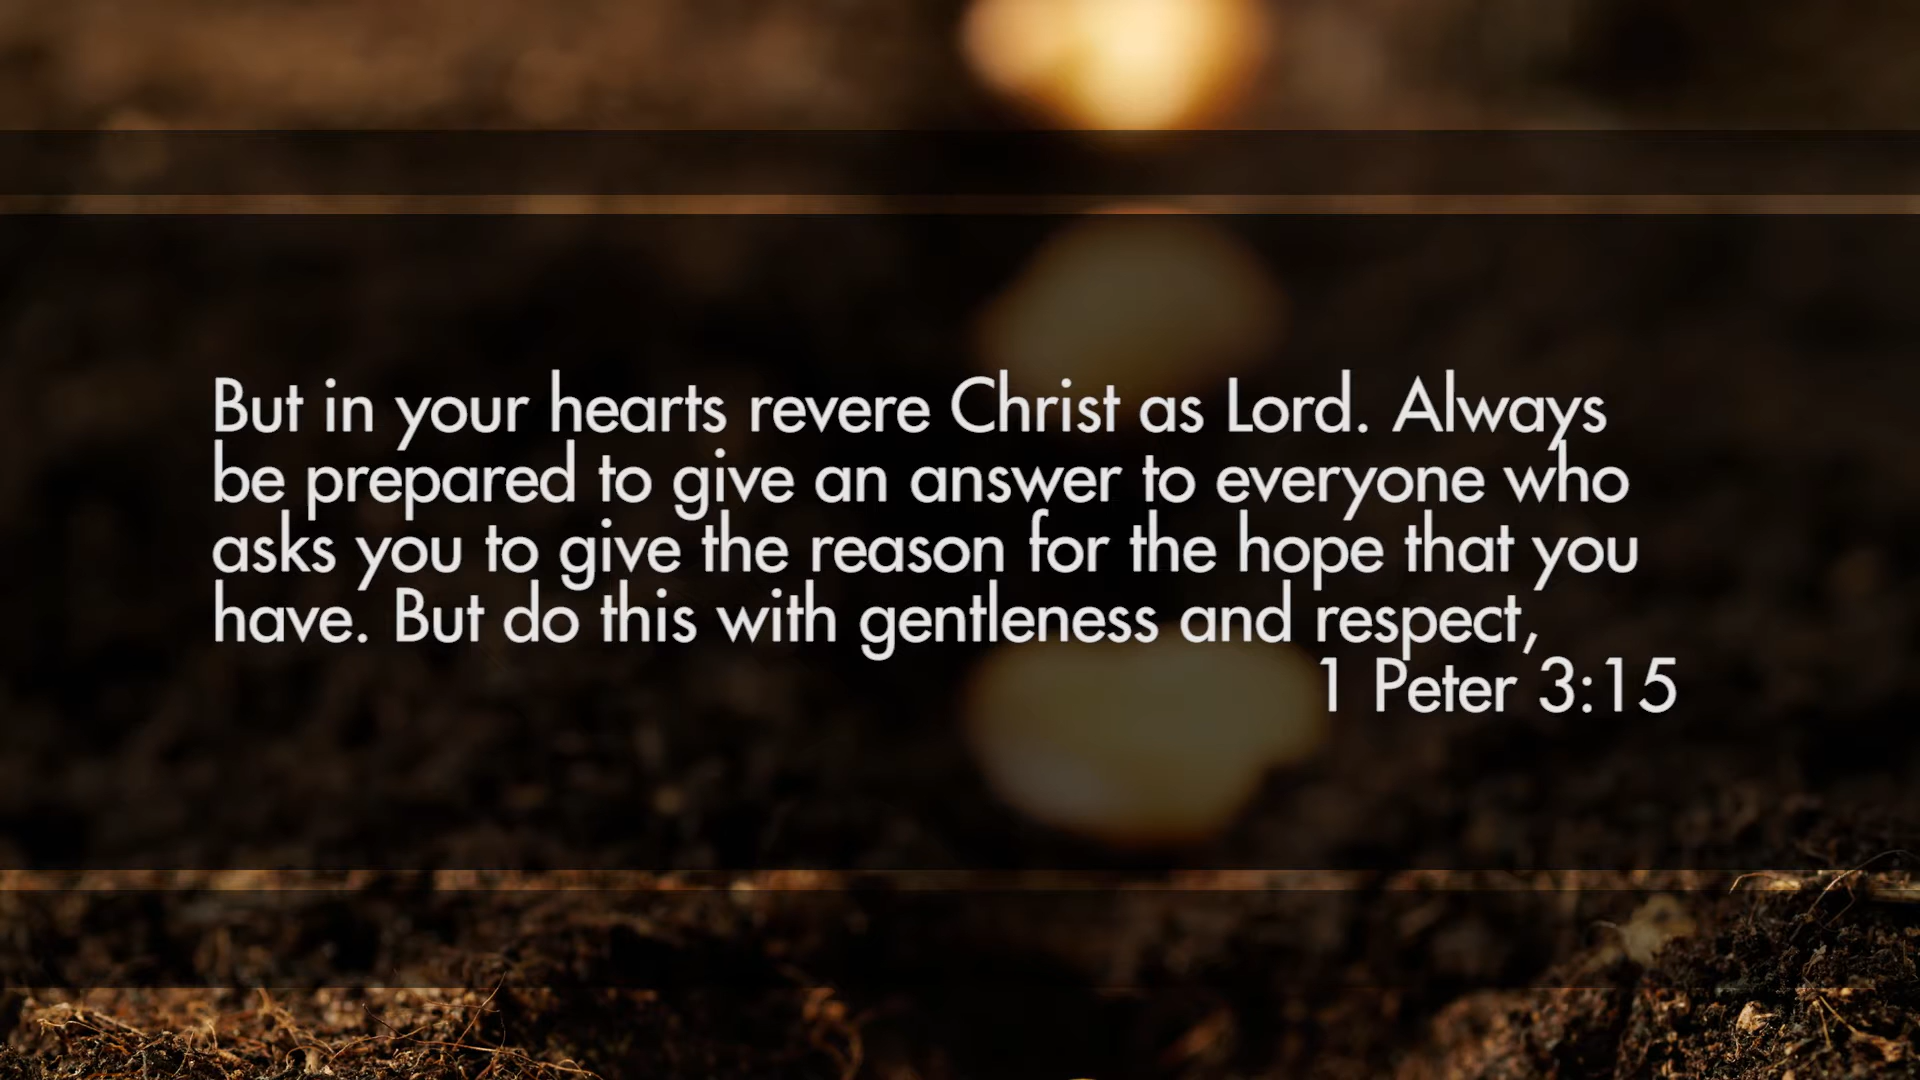 But in your hearts revere Christ as Lord. Always
be prepared to give an answer to everyone who
asks you to give the reason for the hope that you
have. But do this with gentleness and respect,
1 Peter 3:15